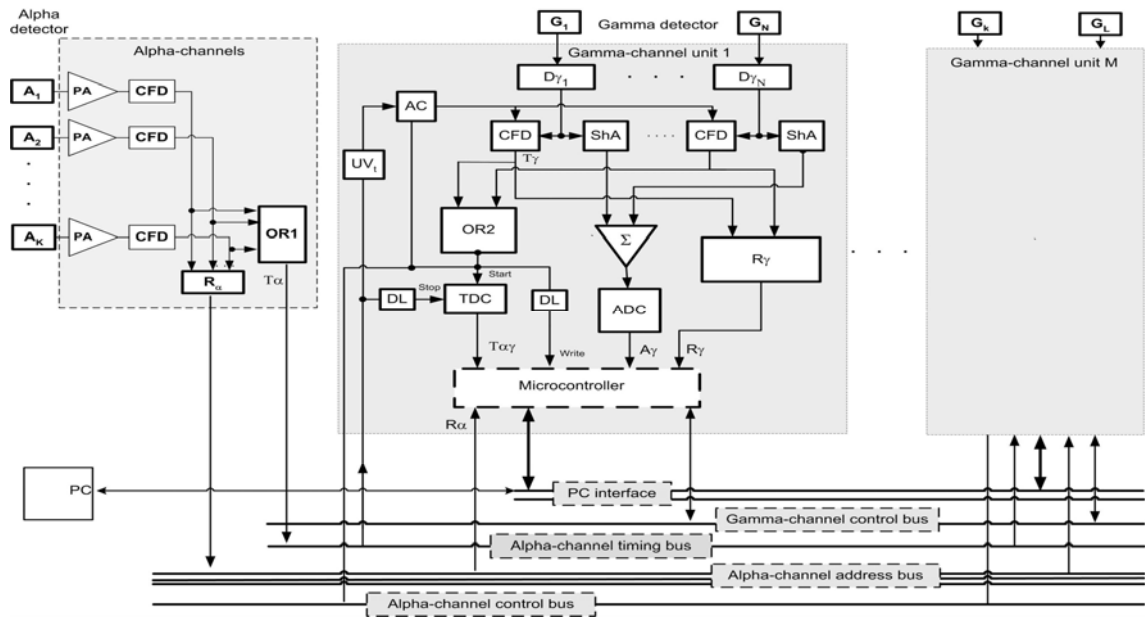 Alpha detector
Alpha-channels
A1
PA
CFD
A2
PA
CFD
AK
PA
CFD
OR1
Rα
Tα
G1
Gamma detector
GN
Gamma-channel unit 1
Dγ1
DγN
AC
CFD
ShA
CFD
ShA
Tγ
UVt
OR2
Σ
Rγ
Start
DL
Stop
TDC
DL
ADC
Tαγ
Write
Aγ
Rγ
Microcontroller
Rα
Gk
GL
Gamma-channel unit M
PC
PC interface
Gamma-channel control bus
Alpha-channel timing bus
Alpha-channel address bus
Alpha-channel control bus